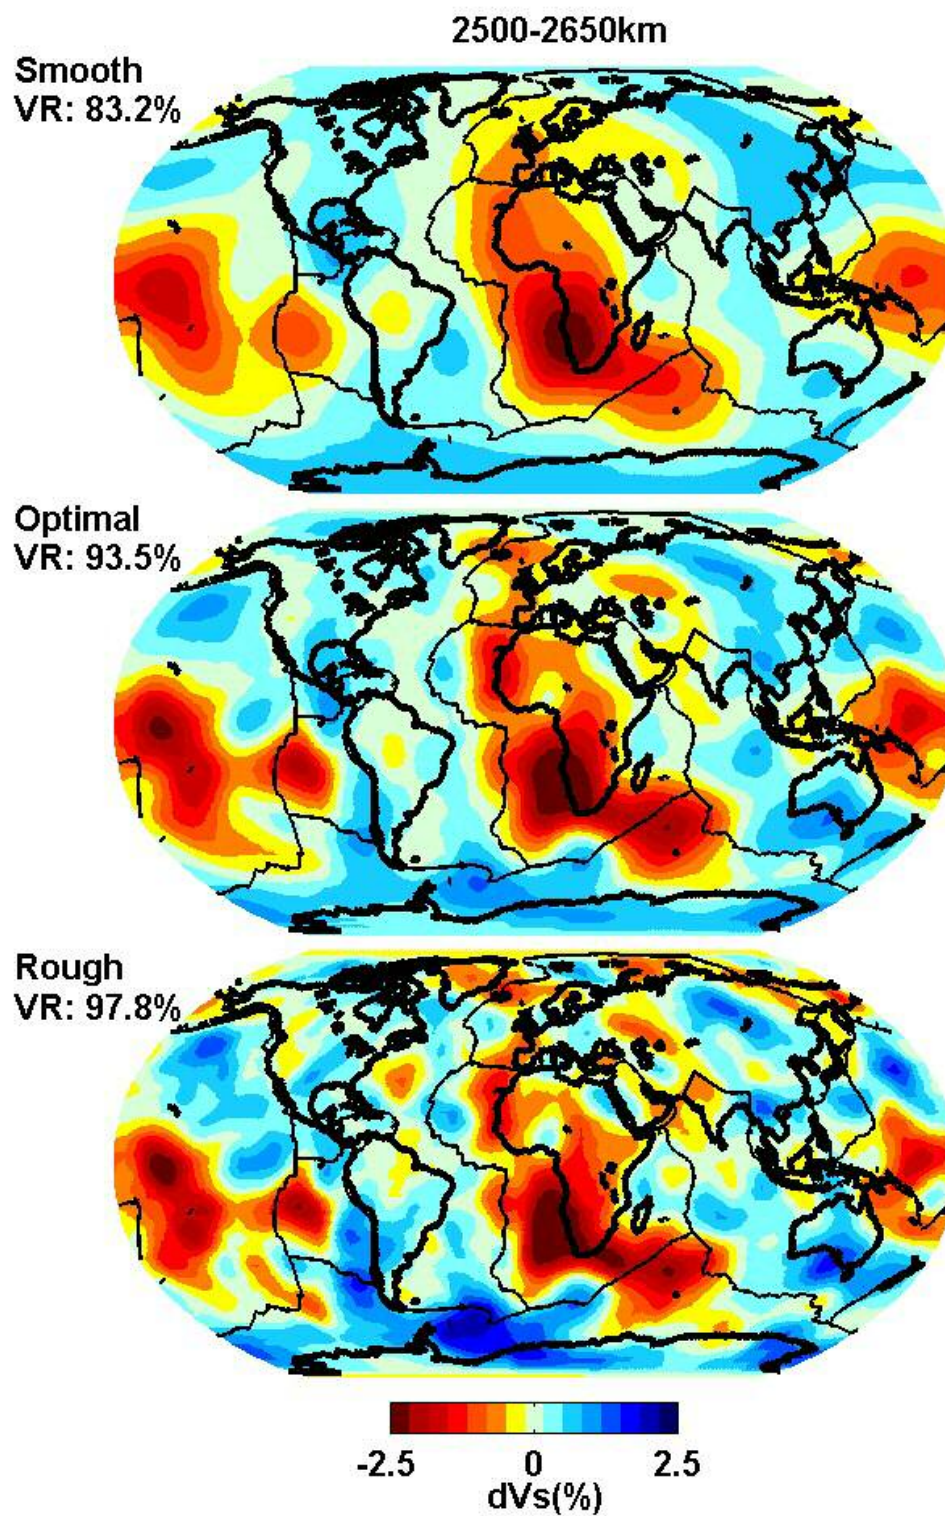 2500-2650km
Smooth
VR: 83.2%
Optimal
VR: 93.5%
Rough
VR: 97.8%
-2.5 0 2.5
dVs(%)